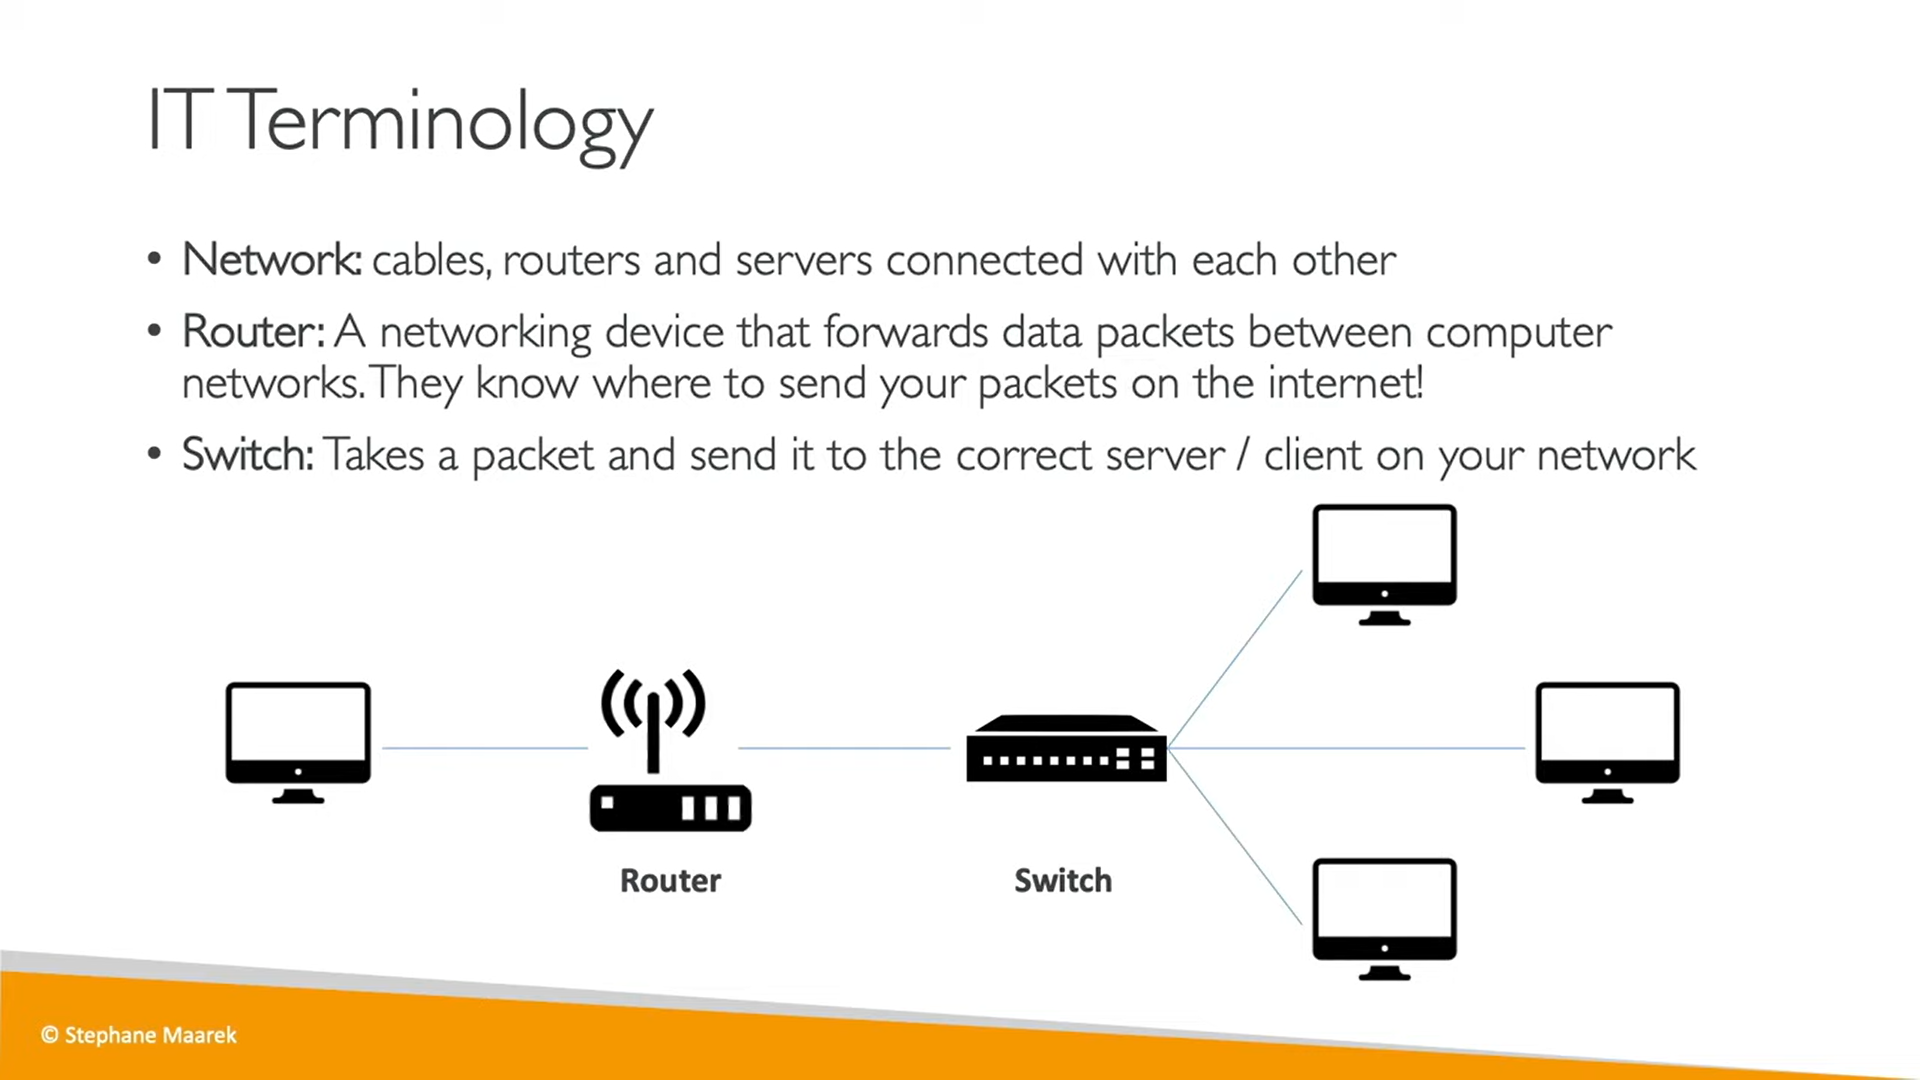 IT Terminology
• Network: cables, routers and servers connected with each other
• Router: A networking device that forwards data packets between computer
networks. They know where to send your packets on the internet!
• Switch: Takes a packet and send it to the correct server / client on your network
Router
Switch
© Stephane Maarek